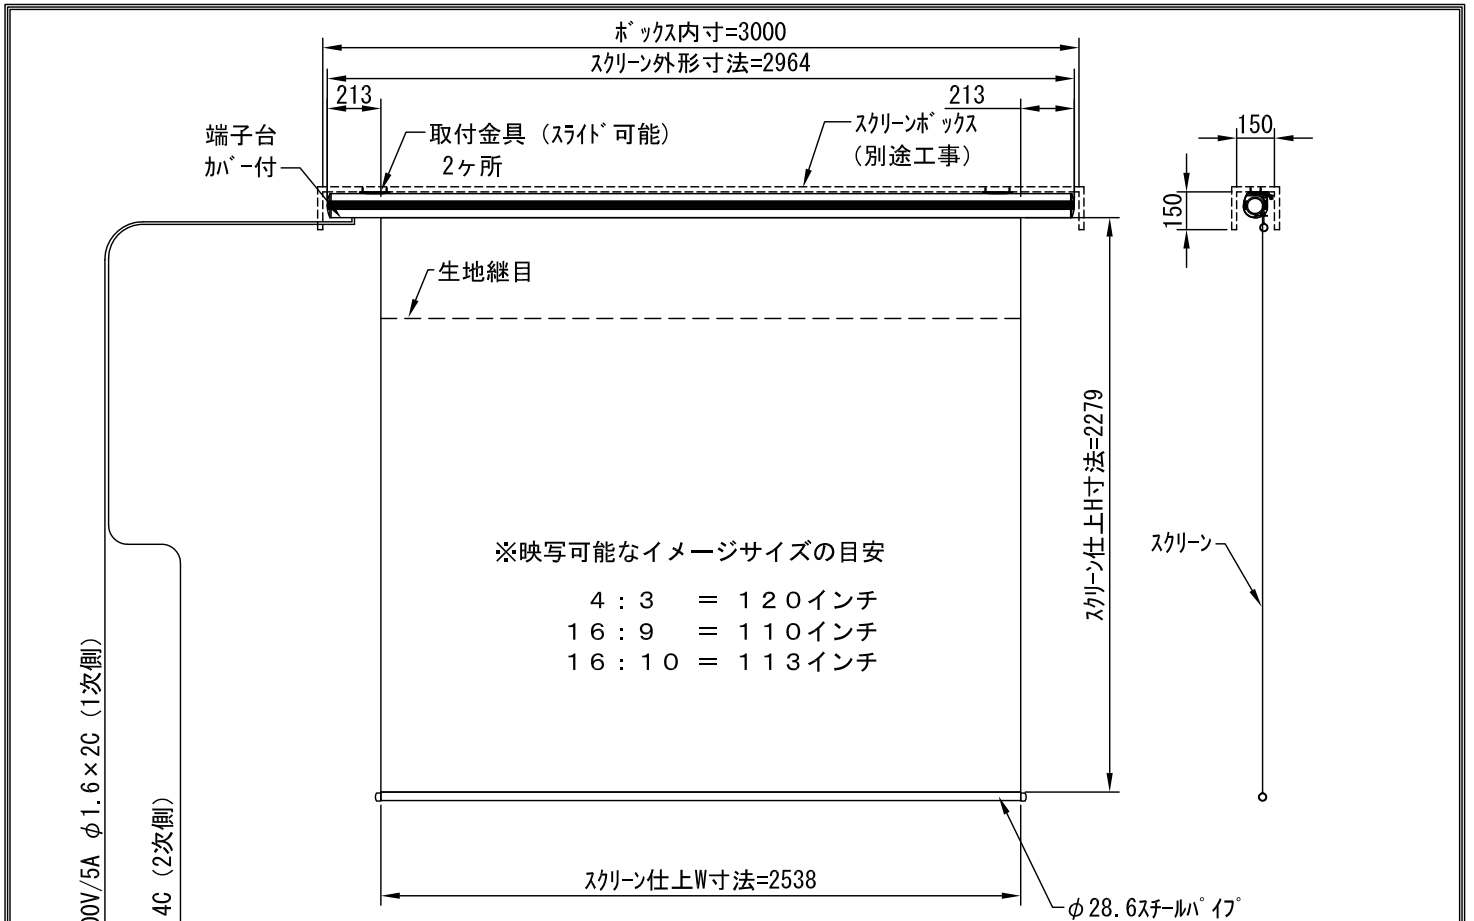 ﾎﾞｯｸｽ内寸=3000
ｽｸﾘｰﾝ外形寸法=2964
213
213
端子台
ｶﾊﾞｰ付
取付金具（ｽﾗｲﾄﾞ可能）
2ヶ所
ｽｸﾘｰﾝﾎﾞｯｸｽ
（別途工事）
150
150
生地継目
ｽｸﾘｰﾝ仕上H寸法=2279
ｽｸﾘｰﾝ
※映写可能なイメージサイズの目安
４：３　＝ １２０インチ
１６：９　＝ １１０インチ
１６：１０ ＝ １１３インチ
00V/5A φ1.6×2C（1次側）
4C（2次側）
ｽｸﾘｰﾝ仕上W寸法=2538
φ28.6ｽﾁｰﾙﾊﾟｲﾌﾟ